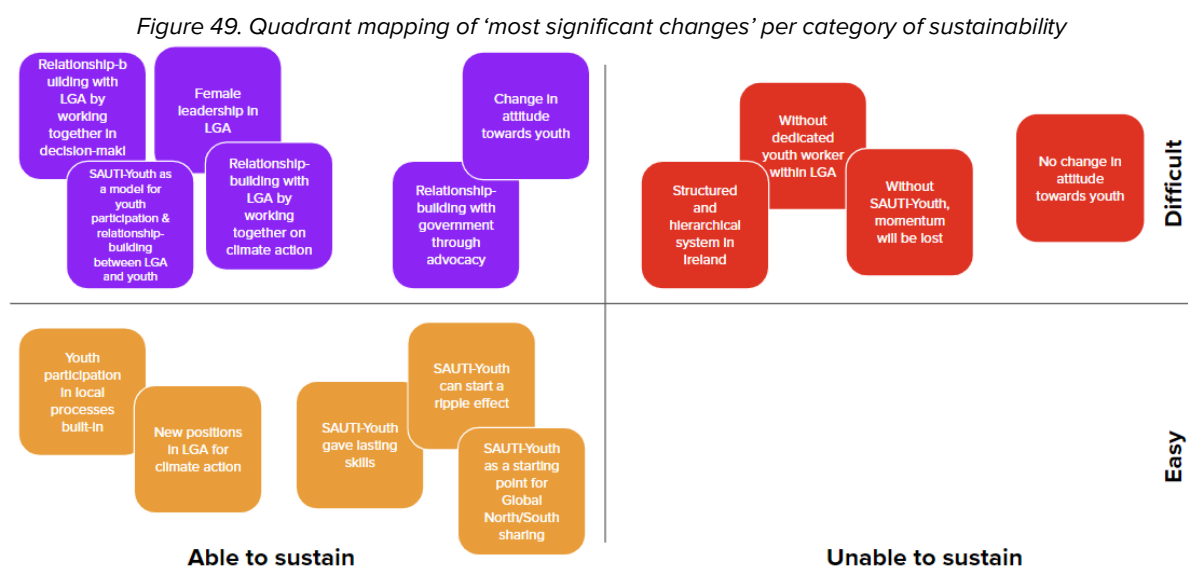 Figure 49. Quadrant mapping of ‘most significant changes’ per category of sustainability
Relationship-b
uilding with
LGA by
working
together in
decision-maki
Female
leadership in
LGA
SAUTI-Youth as
a model for
youth
participation &
relationship-
building
between LGA
and youth
Relationship-
building with
LGA by
working
together on
climate action
Change in
attitude
towards youth
Relationship-
building with
government
through
advocacy
Without
dedicated
youth worker
within LGA
Structured
and
hierarchical
system in
Ireland
Without
SAUTI-Youth,
momentum
will be lost
No change in
attitude
towards youth
Difficult
Youth
participation
in local
processes
built-in
New positions
in LGA for
climate action
SAUTI-Youth
gave lasting
skills
SAUTI-Youth
can start a
ripple effect
SAUTI-Youth
as a starting
point for
Global
North/South
sharing
Easy
Able to sustain
Unable to sustain